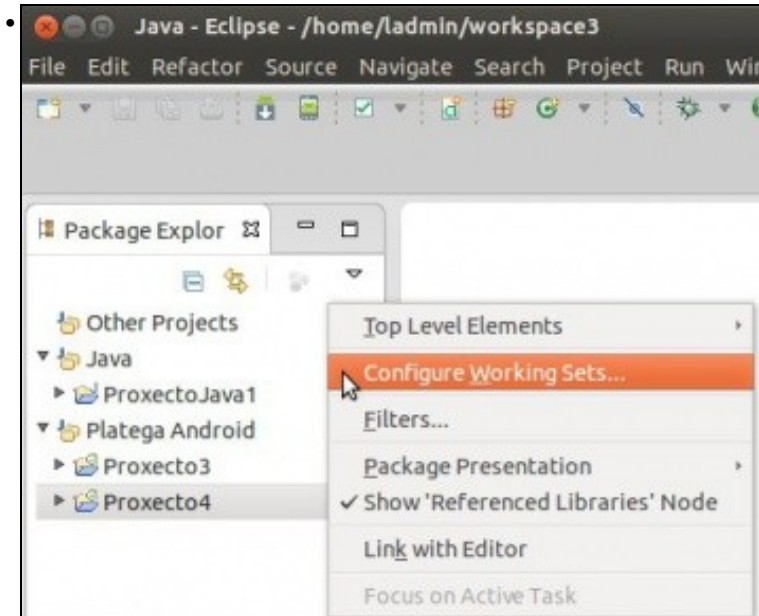 Java - Eclipse - /home/ladmin/workspace3
File Edit Refactor Source Navigate Search Project Run Win
Package Explor
Other Projects
Java
ProxectoJava1
Platega Android
Proxecto3
Proxecto4
Top Level Elements
Configure Working Sets...
Filters...
Package Presentation
Show 'Referenced Libraries' Node
Link with Editor
Focus on Active Task